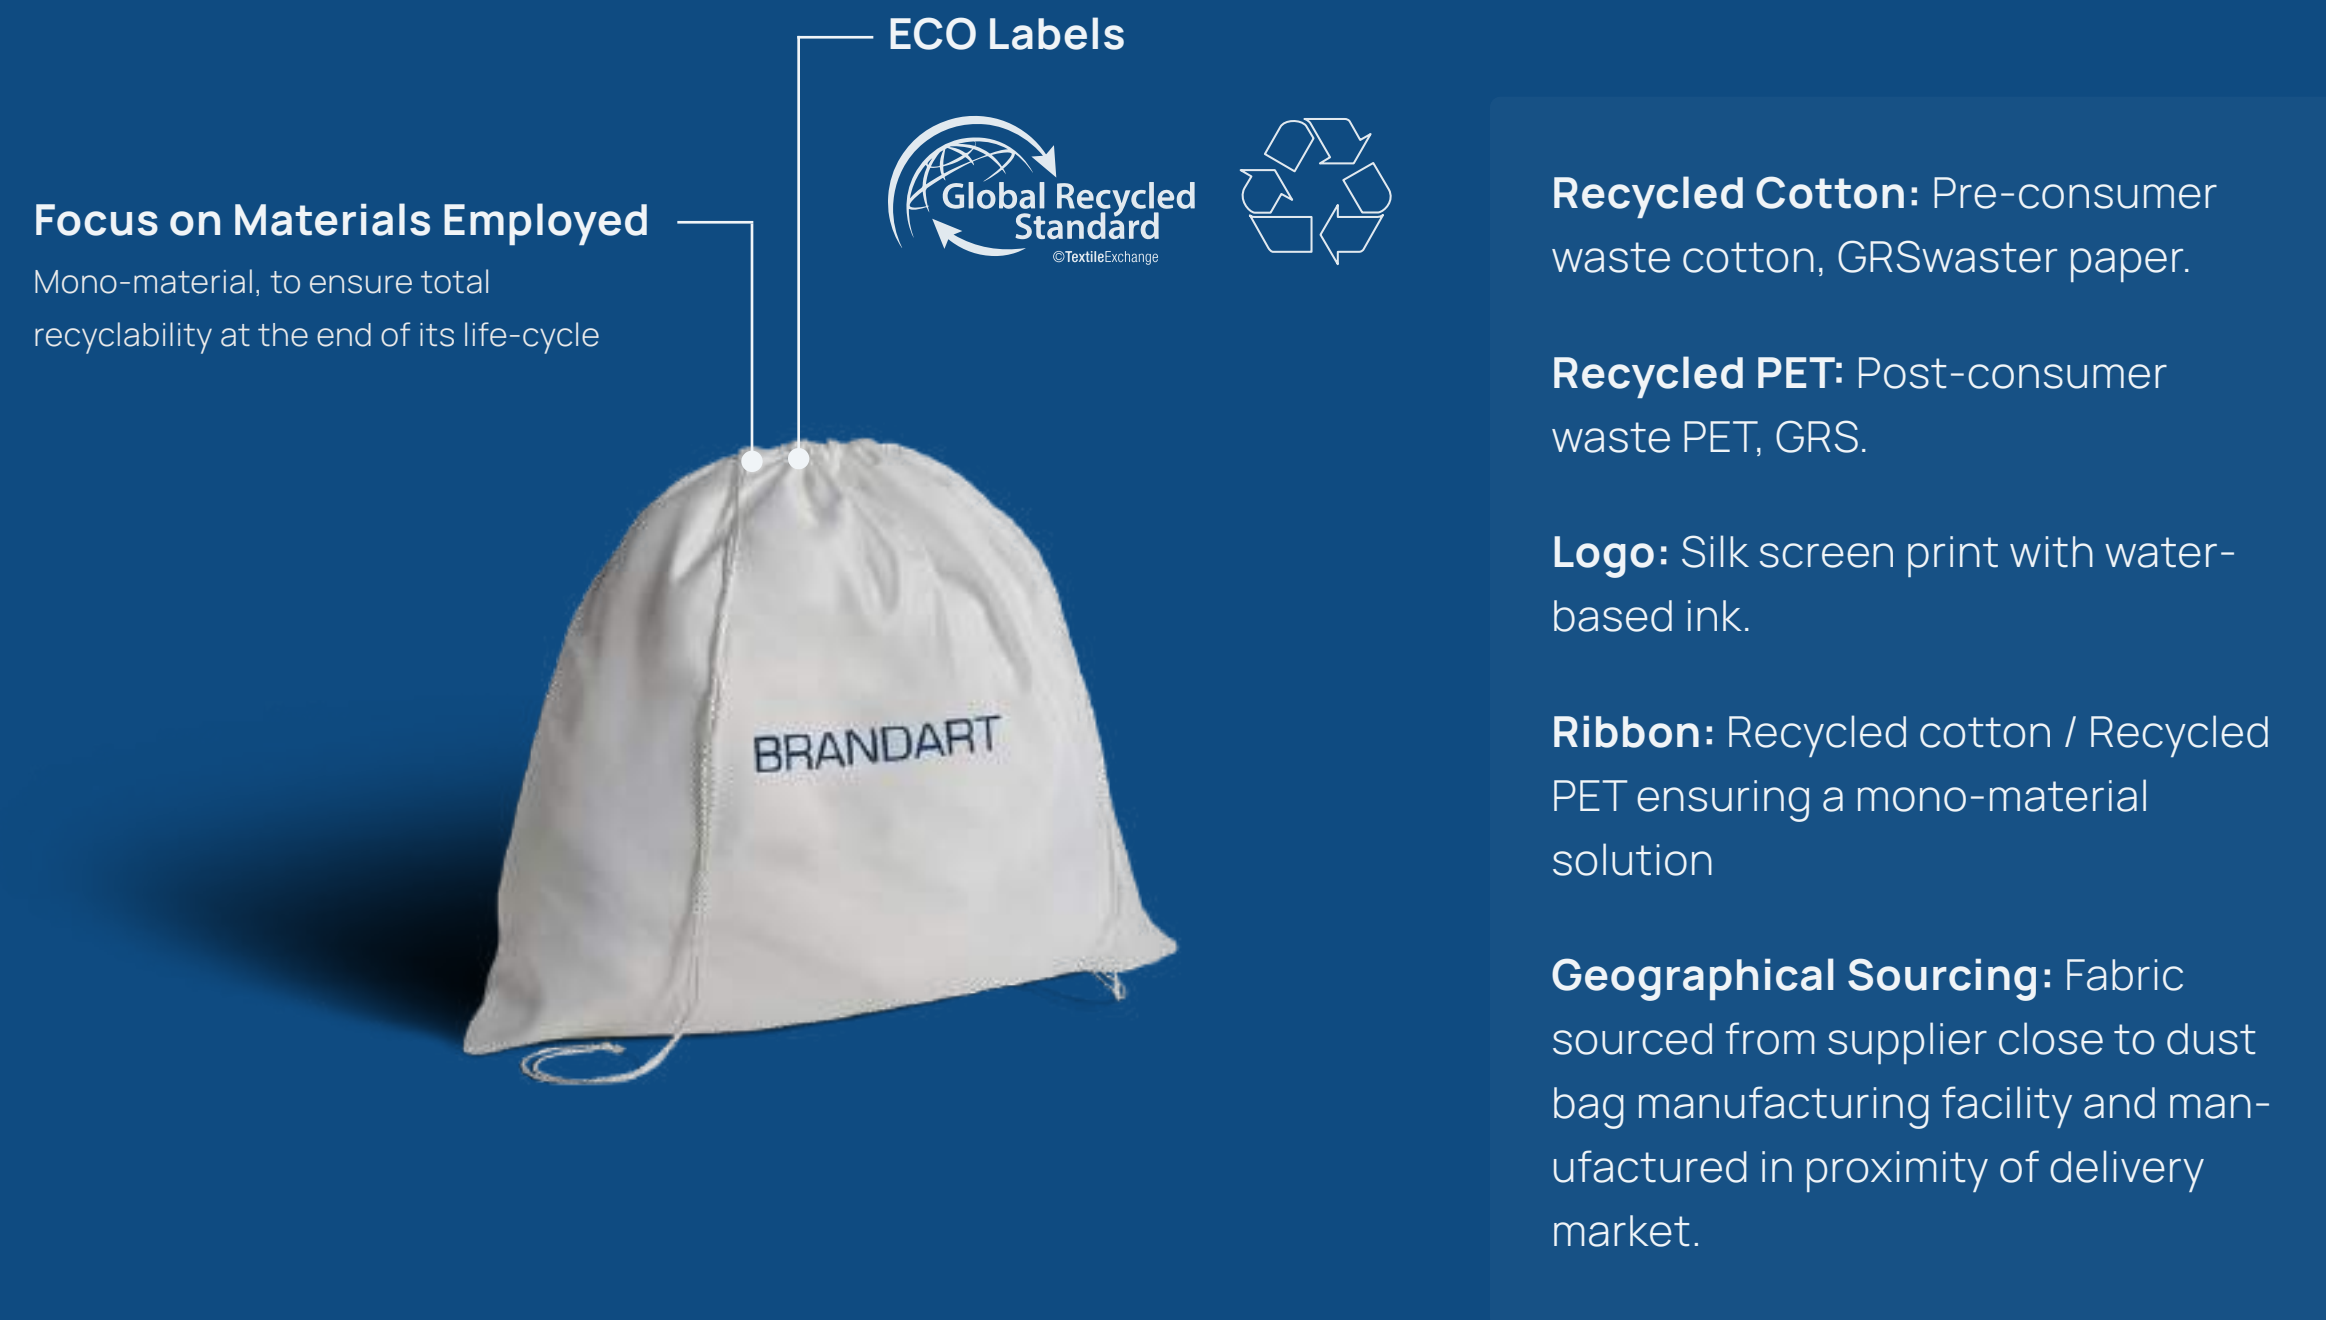 ECO Labels
Global Recycled
Standard
©TextileExchange
Focus on Materials Employed
Mono-material, to ensure total
recyclability at the end of its life-cycle
BRANDART
Recycled Cotton: Pre-consumer
waste cotton, GRSwaster paper.
Recycled PET: Post-consumer
waste PET, GRS.
Logo: Silk screen print with water-
based ink.
Ribbon: Recycled cotton / Recycled
PET ensuring a mono-material
solution
Geographical Sourcing: Fabric
sourced from supplier close to dust
bag manufacturing facility and man-
ufactured in proximity of delivery
market.